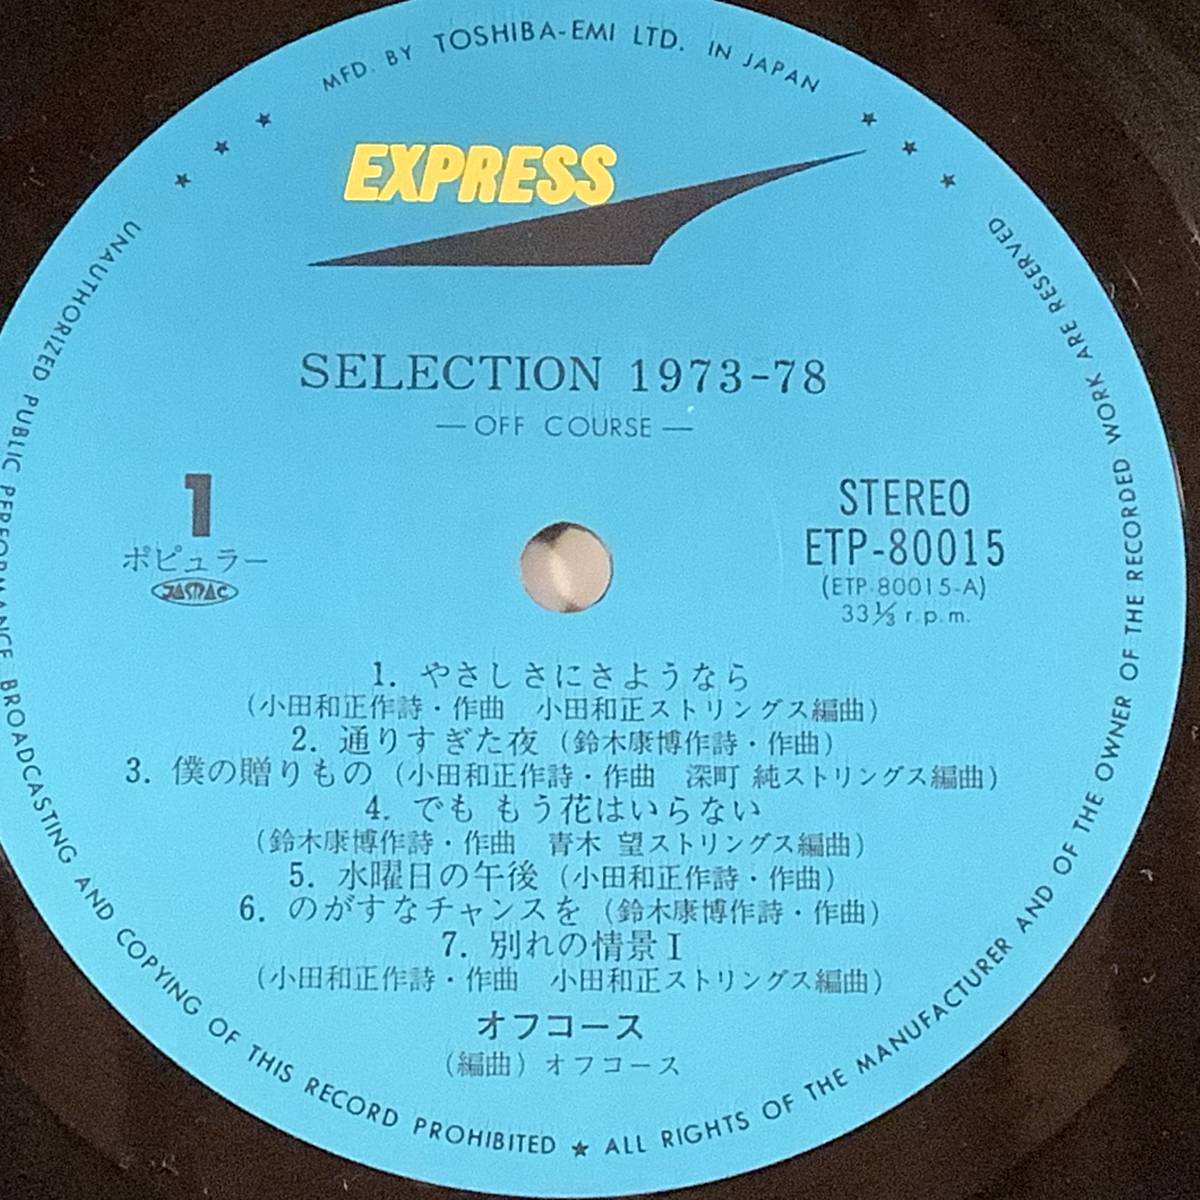 MFD. BY TOSHIBA-EMI LTD. IN JAPAN
EXPRESS
SELECTION 1973-78
—OFF COURSE—
1
ポピュラー
JASRAC
STEREO
ETP-80015
(ETP-80015-A)
33⅓ r.p.m.
1. やさしさにさようなら
(小田和正作詩・作曲　小田和正ストリングス編曲)
2. 通りすぎた夜 (鈴木康博作詩・作曲)
3. 僕の贈りもの (小田和正作詩・作曲　深町 純ストリングス編曲)
4. でも もう花はいらない
(鈴木康博作詩・作曲　青木 望ストリングス編曲)
5. 水曜日の午後 (小田和正作詩・作曲)
6. のがすなチャンスを (鈴木康博作詩・作曲)
7. 別れの情景 I
(小田和正作詩・作曲　小田和正ストリングス編曲)
オフコース
(編曲) オフコース
UNAUTHORIZED PUBLIC PERFORMANCE BROADCASTING AND COPYING OF THIS RECORD PROHIBITED ★ ALL RIGHTS OF THE MANUFACTURER AND OF THE OWNER OF THE RECORDED WORK ARE RESERVED